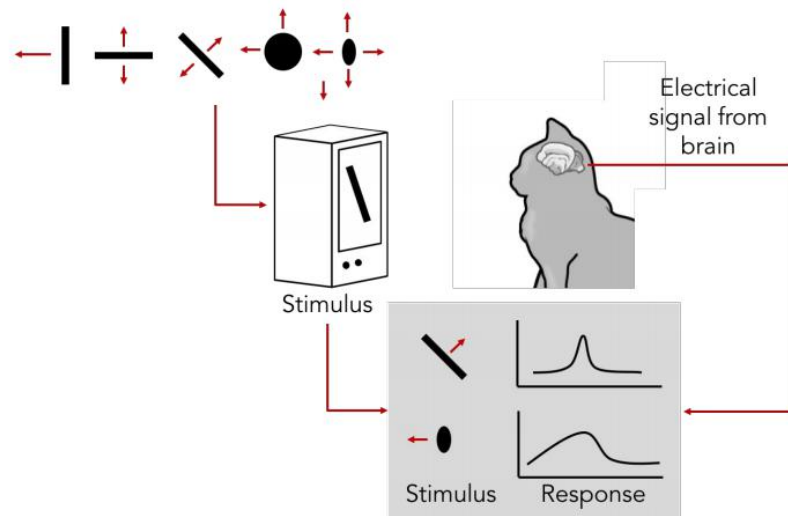 Electrical
signal from
brain
Stimulus
Stimulus
Response